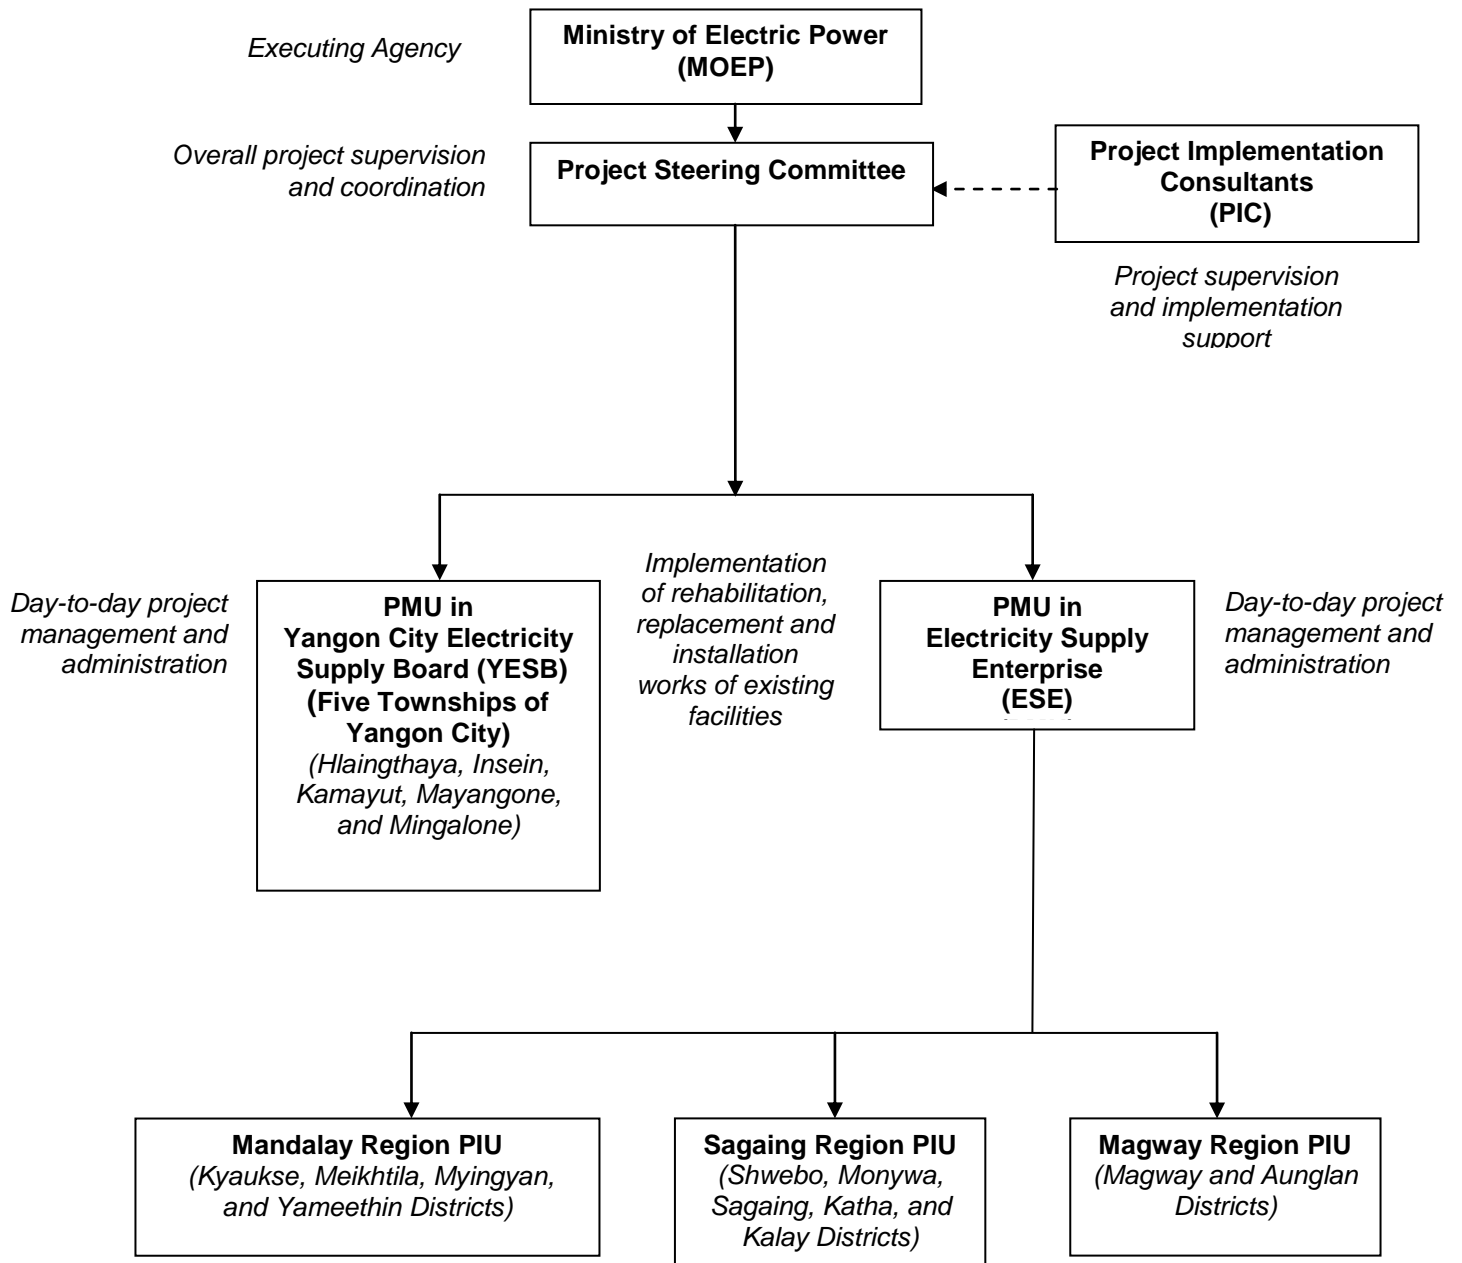 Executing Agency
Ministry of Electric Power
(MOEP)
Overall project supervision
and coordination
Project Steering Committee
Project Implementation
Consultants
(PIC)
Project supervision
and implementation
support
Day-to-day project
management and
administration
PMU in
Yangon City Electricity
Supply Board (YESB)
(Five Townships of
Yangon City)
(Hlaingthaya, Insein,
Kamayut, Mayangone,
and Mingalone)
Implementation
of rehabilitation,
replacement and
installation
works of existing
facilities
PMU in
Electricity Supply
Enterprise
(ESE)
Day-to-day project
management and
administration
Mandalay Region PIU
(Kyaukse, Meikhtila, Myingyan,
and Yameethin Districts)
Sagaing Region PIU
(Shwebo, Monywa,
Sagaing, Katha, and
Kalay Districts)
Magway Region PIU
(Magway and Aunglan
Districts)